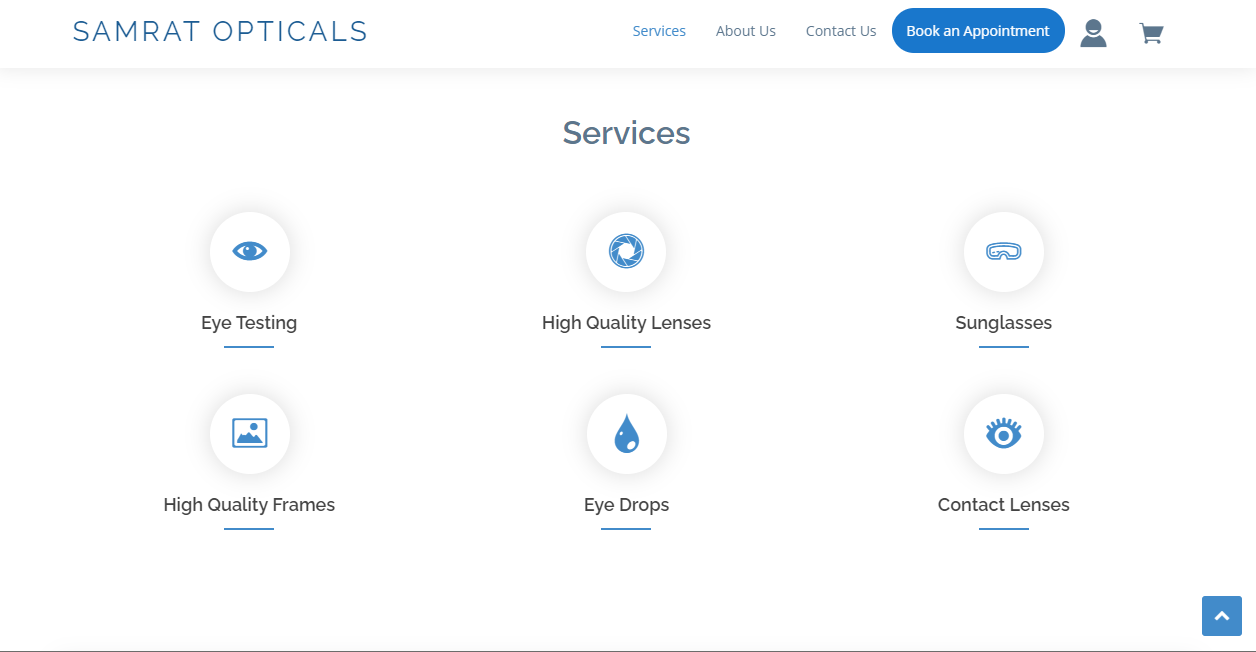 SAMRAT OPTICALS
Services About Us Contact Us Book an Appointment
Services
Eye Testing High Quality Lenses Sunglasses
High Quality Frames Eye Drops Contact Lenses